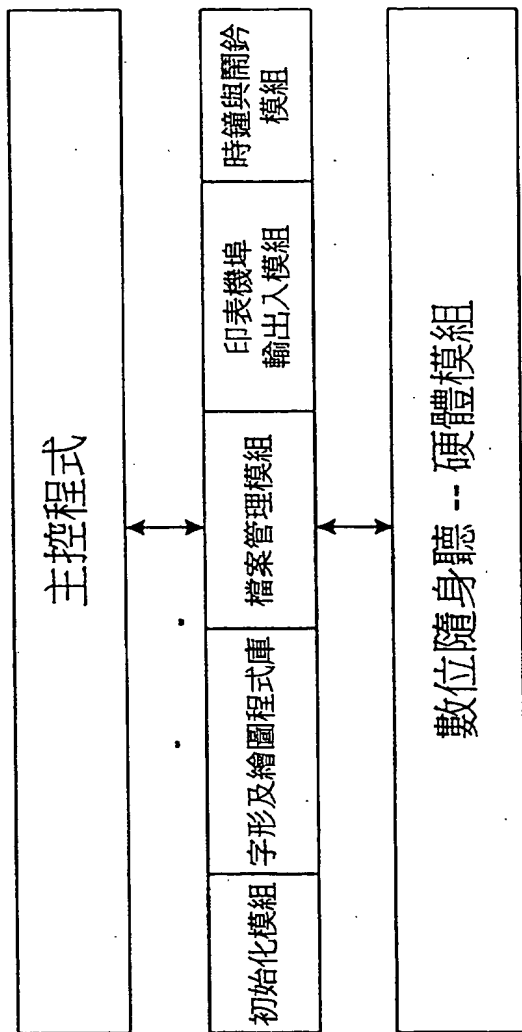 主控程式
初始化模組
字形及繪圖程式庫
檔案管理模組
印表機埠
輸出入模組
時鐘與鬧鈴
模組
數位隨身聽 -- 硬體模組